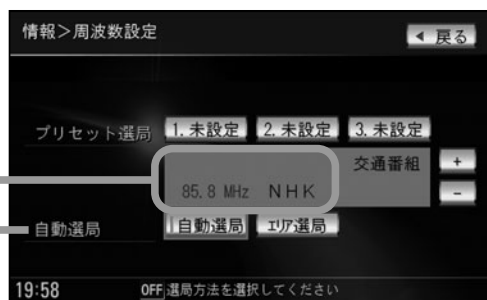 情報＞周波数設定 ◀ 戻る
プリセット選局 1. 未設定 2. 未設定 3. 未設定
交通番組 +
85. 8 MHz NHK −
自動選局 自動選局 ｴﾘｱ選局
19:58 OFF 選局方法を選択してください